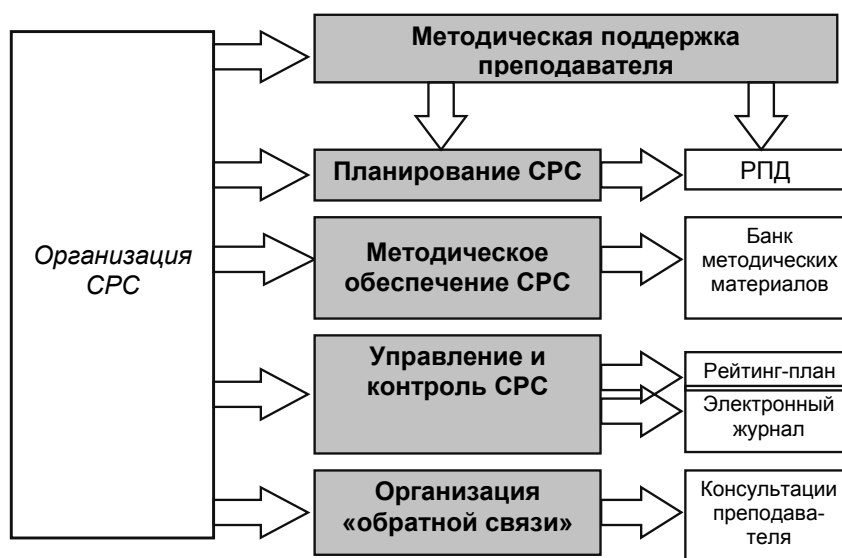 Методическая поддержка
преподавателя
Организация
СРС
Планирование СРС
РПД
Методическое
обеспечение СРС
Банк
методических
материалов
Управление и
контроль СРС
Рейтинг-план
Электронный
журнал
Организация
«обратной связи»
Консультации
преподава-
теля